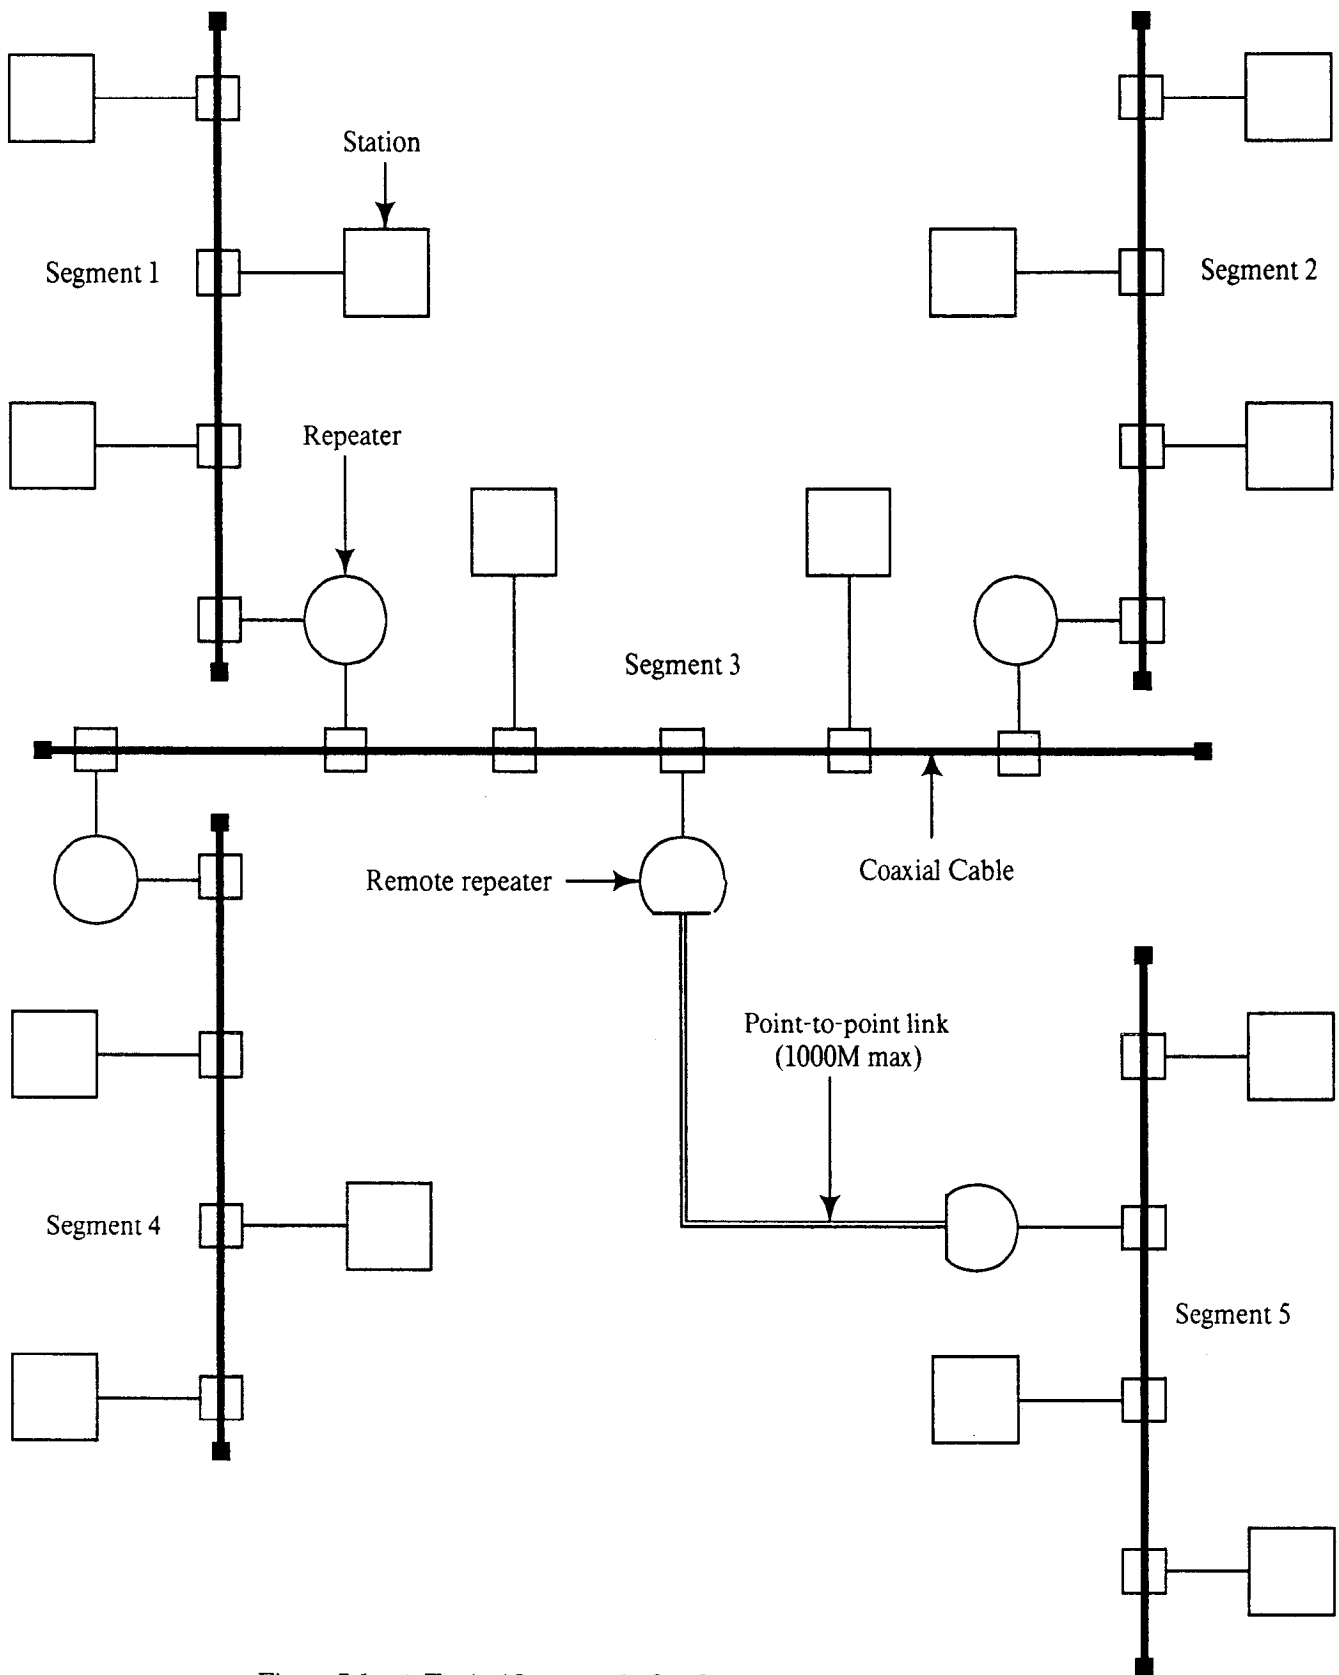 Station
Segment 1
Segment 2
Repeater
Segment 3
Remote repeater
Coaxial Cable
Point-to-point link
(1000M max)
Segment 4
Segment 5